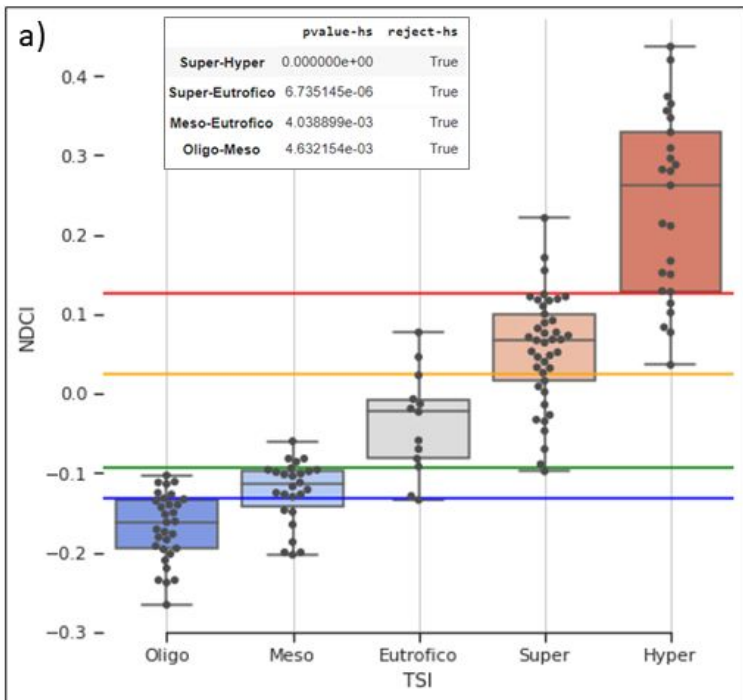 a)
pvalue-hs reject-hs
Super-Hyper 0.000000e+00 True
Super-Eutrofico 6.735145e-06 True
Meso-Eutrofico 4.038899e-03 True
Oligo-Meso 4.632154e-03 True
0.4
0.3
0.2
0.1
0.0
−0.1
−0.2
−0.3
NDCI
Oligo Meso Eutrofico Super Hyper
TSI